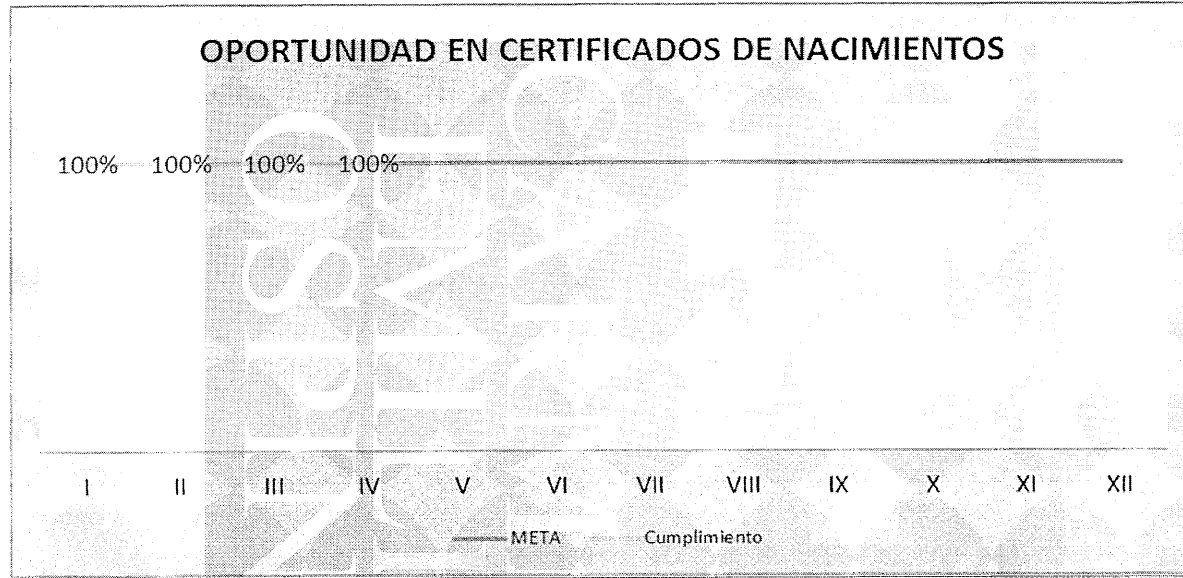 OPORTUNIDAD EN CERTIFICADOS DE NACIMIENTOS
100% 100% 100% 100%
I II III IV V VI VII VIII IX X XI XII
META Cumplimiento